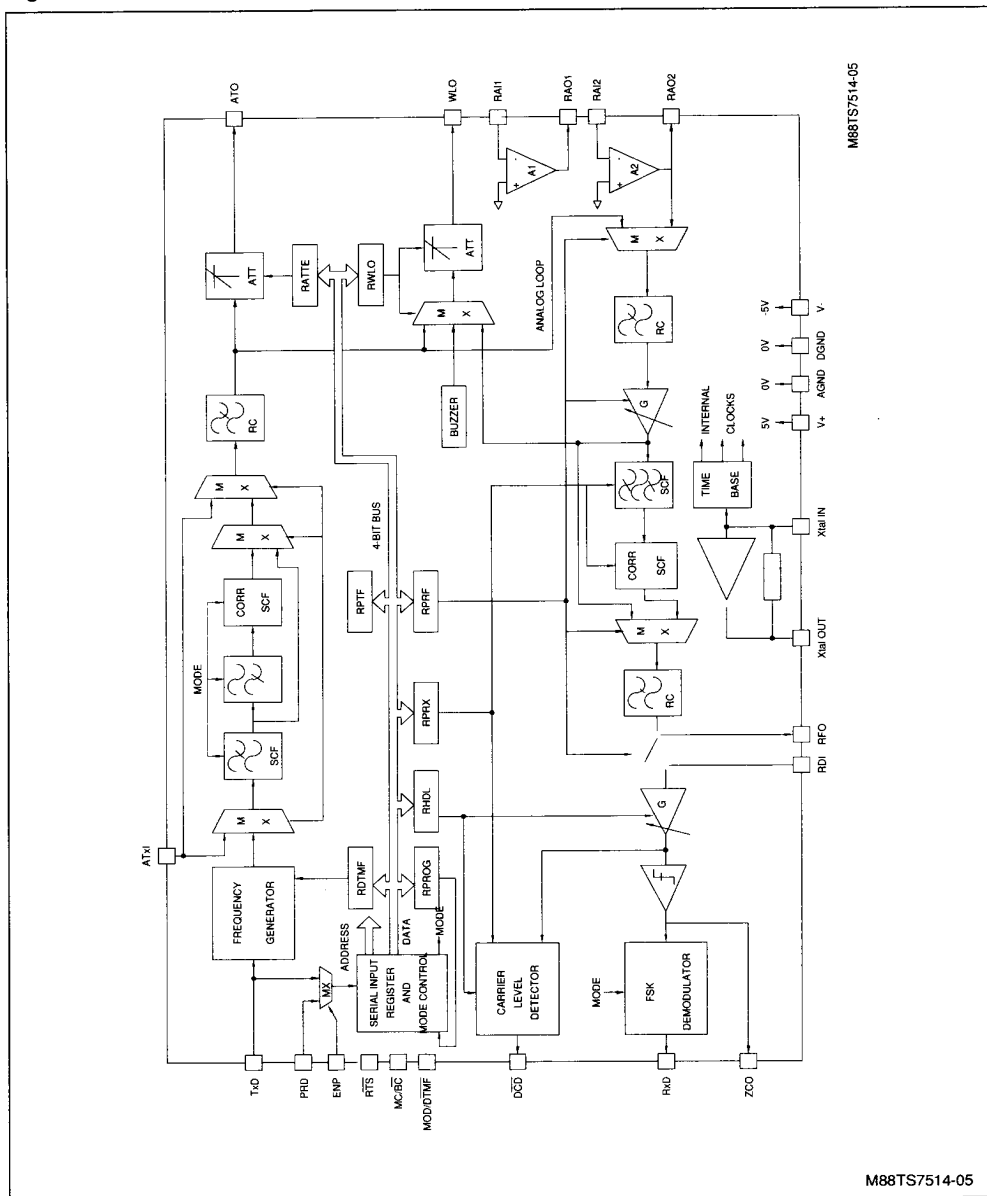 M88TS7514-05
ATO
WLO
RAI1
RAO1
RAI2
RAO2
A1
A2
-
+
-
+
ATT
RATTE
RWLO
ATT
M X
M X
ANALOG LOOP
RC
RC
BUZZER
G
-5V
V-
0V
DGND
0V
AGND
5V
V+
INTERNAL
CLOCKS
TIME
BASE
M X
M X
4-BIT BUS
SCF
CORR
SCF
CORR
SCF
MODE
RPTF
RPRF
M X
RC
Xtal IN
Xtal OUT
SCF
RPRX
RHDL
RFO
RDI
M X
G
ATxI
FREQUENCY
GENERATOR
RDTMF
RPROG
ADDRESS
DATA
MODE
MX
SERIAL INPUT
REGISTER
AND
MODE CONTROL
CARRIER
LEVEL
DETECTOR
MODE
FSK
DEMODULATOR
TxD
PRD
ENP
RTS
MC/BC
MOD/DTMF
DCD
RxD
ZCO
M88TS7514-05